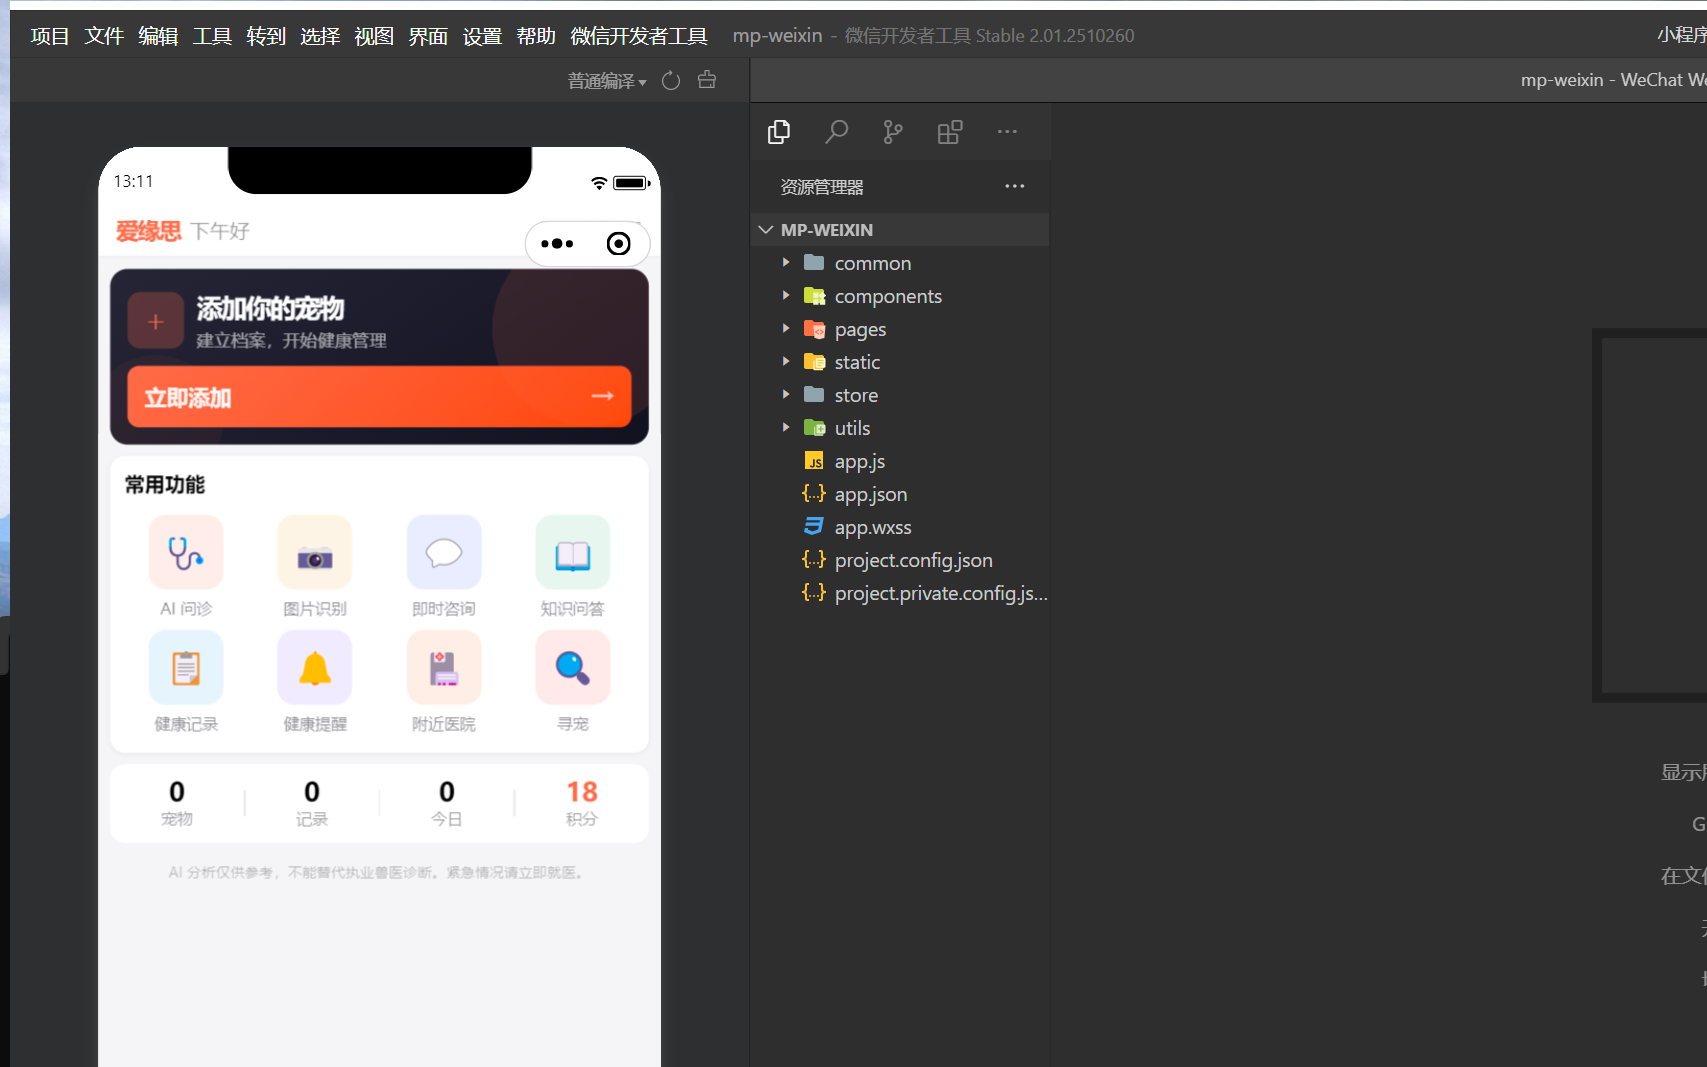 项目 文件 编辑 工具 转到 选择 视图 界面 设置 帮助 微信开发者工具 mp-weixin - 微信开发者工具 Stable 2.01.2510260 小程序
普通编译
mp-weixin - WeChat We
13:11
爱缘思 下午好
添加你的宠物
建立档案，开始健康管理
立即添加 →
常用功能
AI 问诊 图片识别 即时咨询 知识问答
健康记录 健康提醒 附近医院 寻宠
0 0 0 18
宠物 记录 今日 积分
AI 分析仅供参考，不能替代执业兽医诊断。紧急情况请立即就医。
资源管理器
MP-WEIXIN
common
components
pages
static
store
utils
app.js
app.json
app.wxss
project.config.json
project.private.config.js...
显示
G
在文